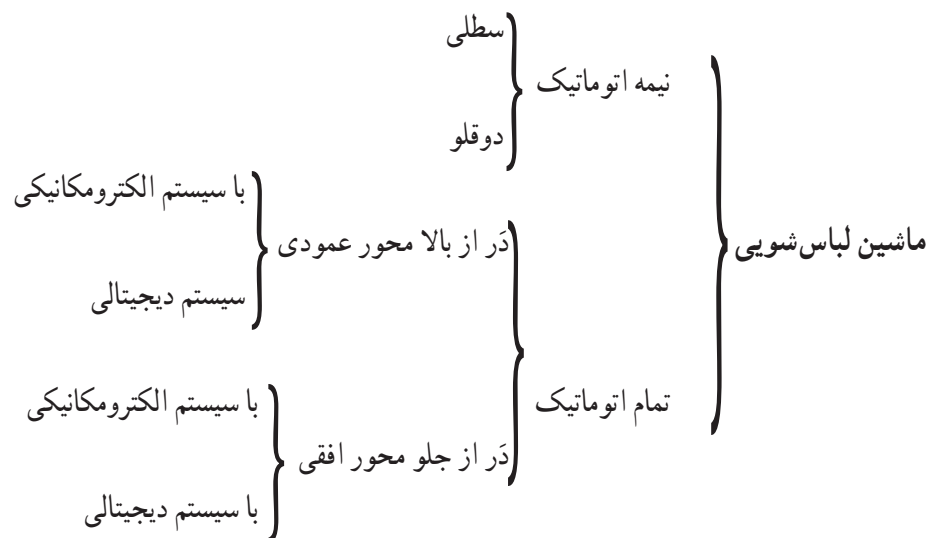 ماشین لباس‌شویی
نیمه اتوماتیک
سطلی
دوقلو
تمام اتوماتیک
دَر از بالا محور عمودی
با سیستم الکترومکانیکی
سیستم دیجیتالی
دَر از جلو محور افقی
با سیستم الکترومکانیکی
با سیستم دیجیتالی